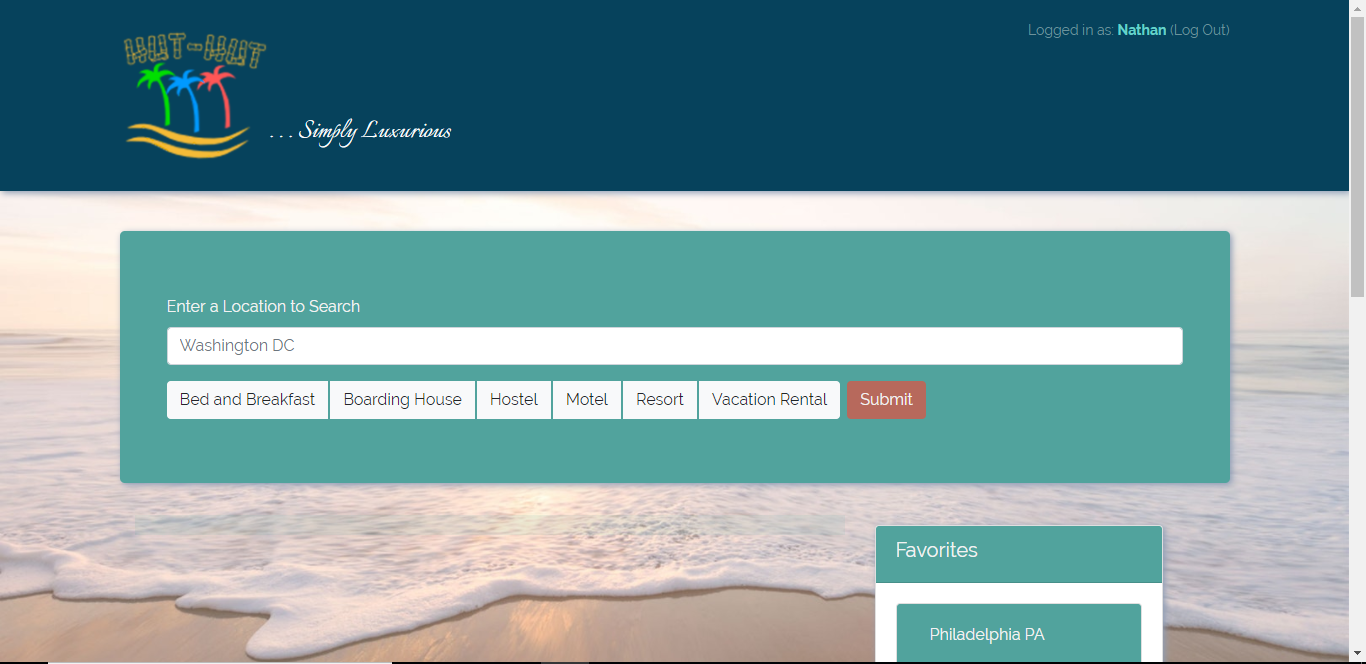 HUT-HUT
Logged in as: Nathan (Log Out)
...Simply Luxurious
Enter a Location to Search
Washington DC
Bed and Breakfast Boarding House Hostel Motel Resort Vacation Rental Submit
Favorites
Philadelphia PA